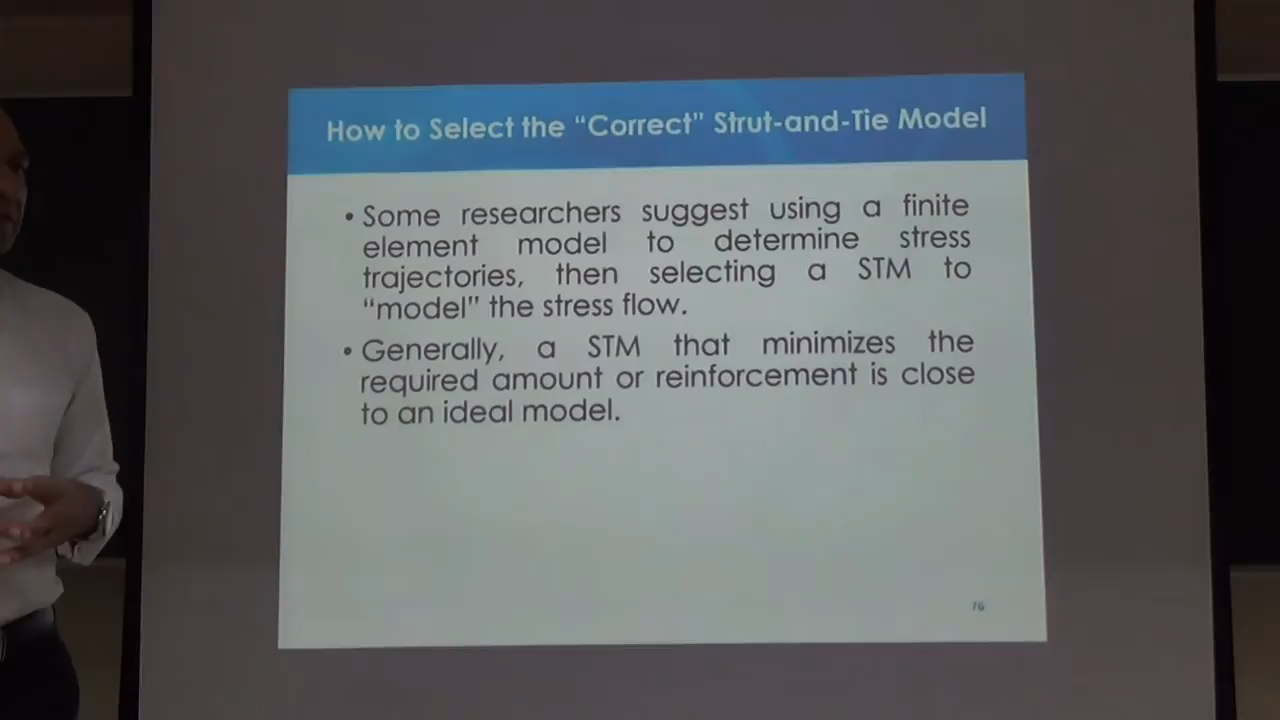 How to Select the “Correct” Strut-and-Tie Model
• Some researchers suggest using a finite
element model to determine stress
trajectories, then selecting a STM to
“model” the stress flow.
• Generally, a STM that minimizes the
required amount or reinforcement is close
to an ideal model.
76